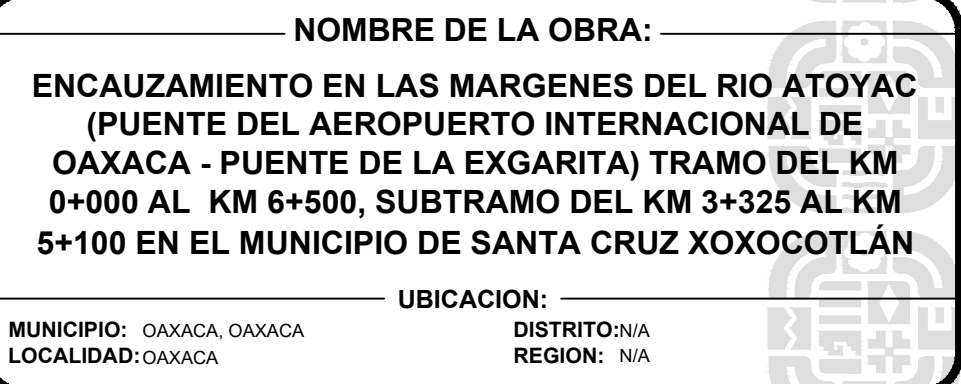 NOMBRE DE LA OBRA:
ENCAUZAMIENTO EN LAS MARGENES DEL RIO ATOYAC
(PUENTE DEL AEROPUERTO INTERNACIONAL DE
OAXACA - PUENTE DE LA EXGARITA) TRAMO DEL KM
0+000 AL KM 6+500, SUBTRAMO DEL KM 3+325 AL KM
5+100 EN EL MUNICIPIO DE SANTA CRUZ XOXOCOTLÁN
UBICACION:
MUNICIPIO: OAXACA, OAXACA DISTRITO:N/A
LOCALIDAD: OAXACA REGION: N/A